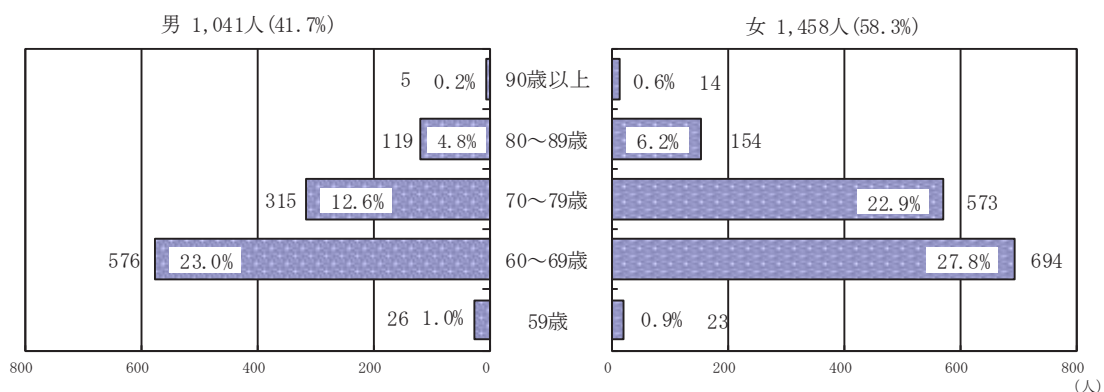 男 1,041人(41.7%) 女 1,458人(58.3%)
5 0.2% 90歳以上 0.6% 14
119 4.8% 80～89歳 6.2% 154
315 12.6% 70～79歳 22.9% 573
576 23.0% 60～69歳 27.8% 694
26 1.0% 59歳 0.9% 23
800 600 400 200 0 0 200 400 600 800
(人)